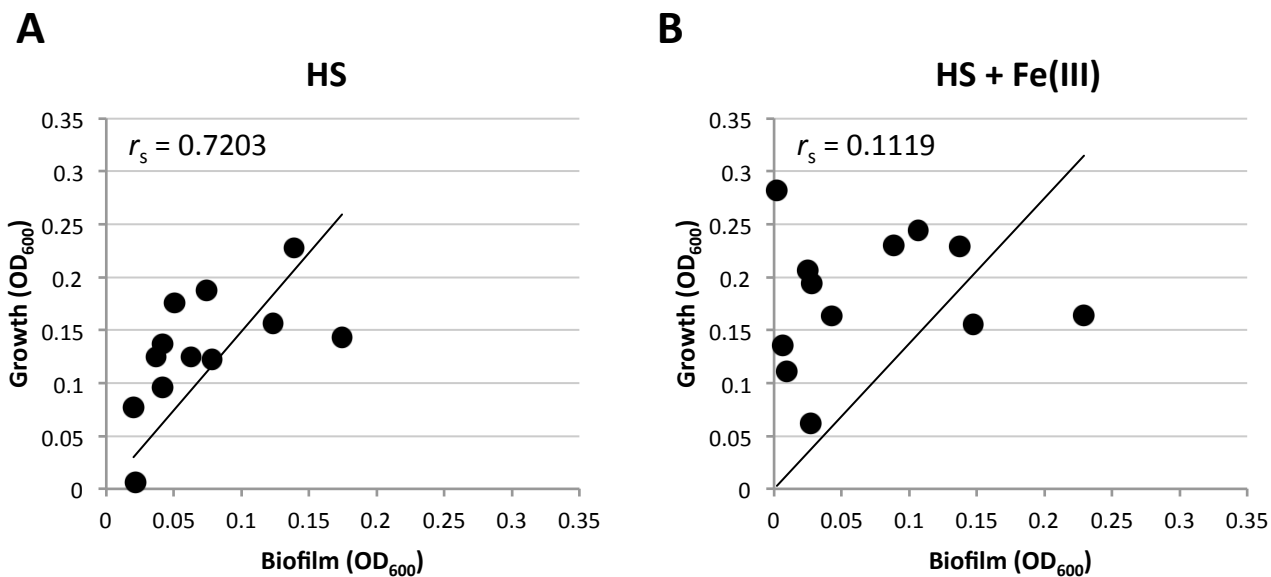 A
HS
0.35
0.3
0.25
0.2
0.15
0.1
0.05
0
rs = 0.7203
Growth (OD600)
0 0.05 0.1 0.15 0.2 0.25 0.3 0.35
Biofilm (OD600)
B
HS + Fe(III)
0.35
0.3
0.25
0.2
0.15
0.1
0.05
0
rs = 0.1119
Growth (OD600)
0 0.05 0.1 0.15 0.2 0.25 0.3 0.35
Biofilm (OD600)